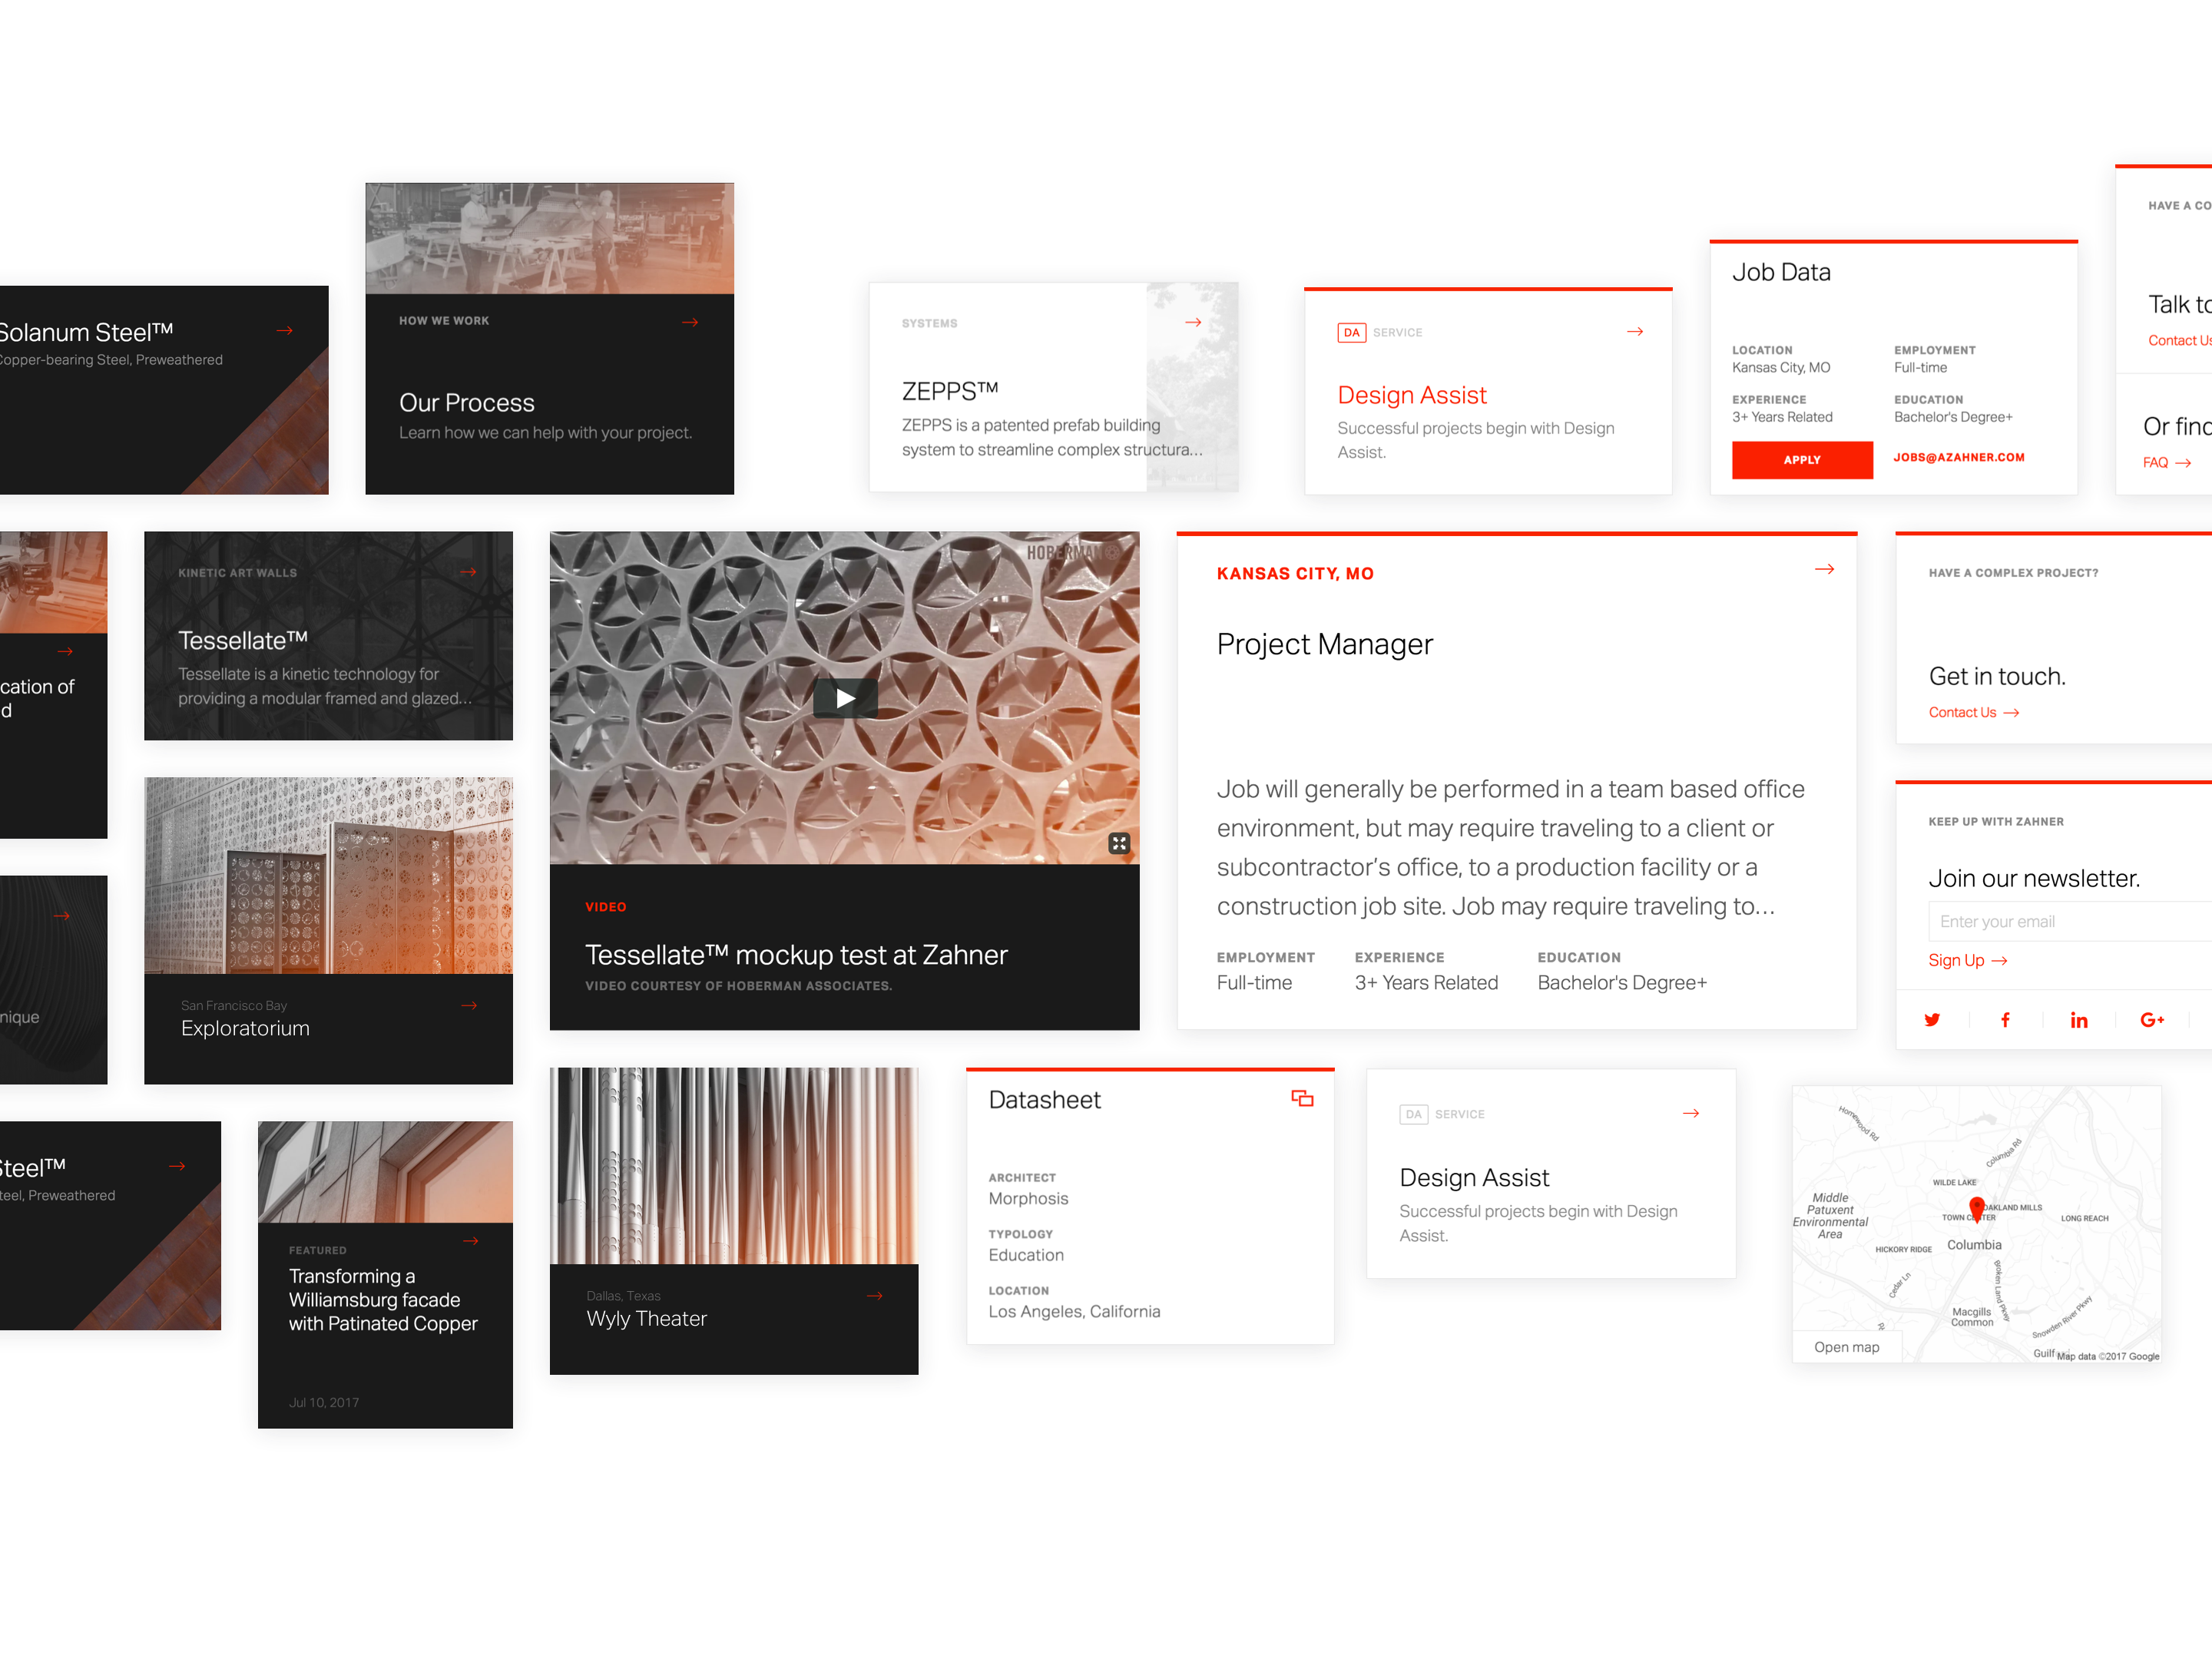 Solanum Steel™
Copper-bearing Steel, Preweathered
HOW WE WORK
Our Process
Learn how we can help with your project.
SYSTEMS
ZEPPS™
ZEPPS is a patented prefab building
system to streamline complex structura...
DA SERVICE
Design Assist
Successful projects begin with Design
Assist.
Job Data
LOCATION
Kansas City, MO
EMPLOYMENT
Full-time
EXPERIENCE
3+ Years Related
EDUCATION
Bachelor's Degree+
APPLY
JOBS@AZAHNER.COM
HAVE A CO
Talk to
Contact Us
Or find
FAQ
cation of
d
nique
KINETIC ART WALLS
Tessellate™
Tessellate is a kinetic technology for
providing a modular framed and glazed...
San Francisco Bay
Exploratorium
HOBERMAN
VIDEO
Tessellate™ mockup test at Zahner
VIDEO COURTESY OF HOBERMAN ASSOCIATES.
KANSAS CITY, MO
Project Manager
Job will generally be performed in a team based office
environment, but may require traveling to a client or
subcontractor's office, to a production facility or a
construction job site. Job may require traveling to...
EMPLOYMENT
Full-time
EXPERIENCE
3+ Years Related
EDUCATION
Bachelor's Degree+
HAVE A COMPLEX PROJECT?
Get in touch.
Contact Us
KEEP UP WITH ZAHNER
Join our newsletter.
Enter your email
Sign Up
Steel™
teel, Preweathered
FEATURED
Transforming a
Williamsburg facade
with Patinated Copper
Jul 10, 2017
Dallas, Texas
Wyly Theater
Datasheet
ARCHITECT
Morphosis
TYPOLOGY
Education
LOCATION
Los Angeles, California
DA SERVICE
Design Assist
Successful projects begin with Design
Assist.
Homewood Rd
Columbia Rd
WILDE LAKE
Middle
Patuxent
Environmental
Area
OAKLAND MILLS
TOWN CENTER
LONG REACH
HICKORY RIDGE
Columbia
Cedar Ln
Broken Land Pkwy
Macgills
Common
Snowden River Pkwy
Guilf
Open map
Map data ©2017 Google